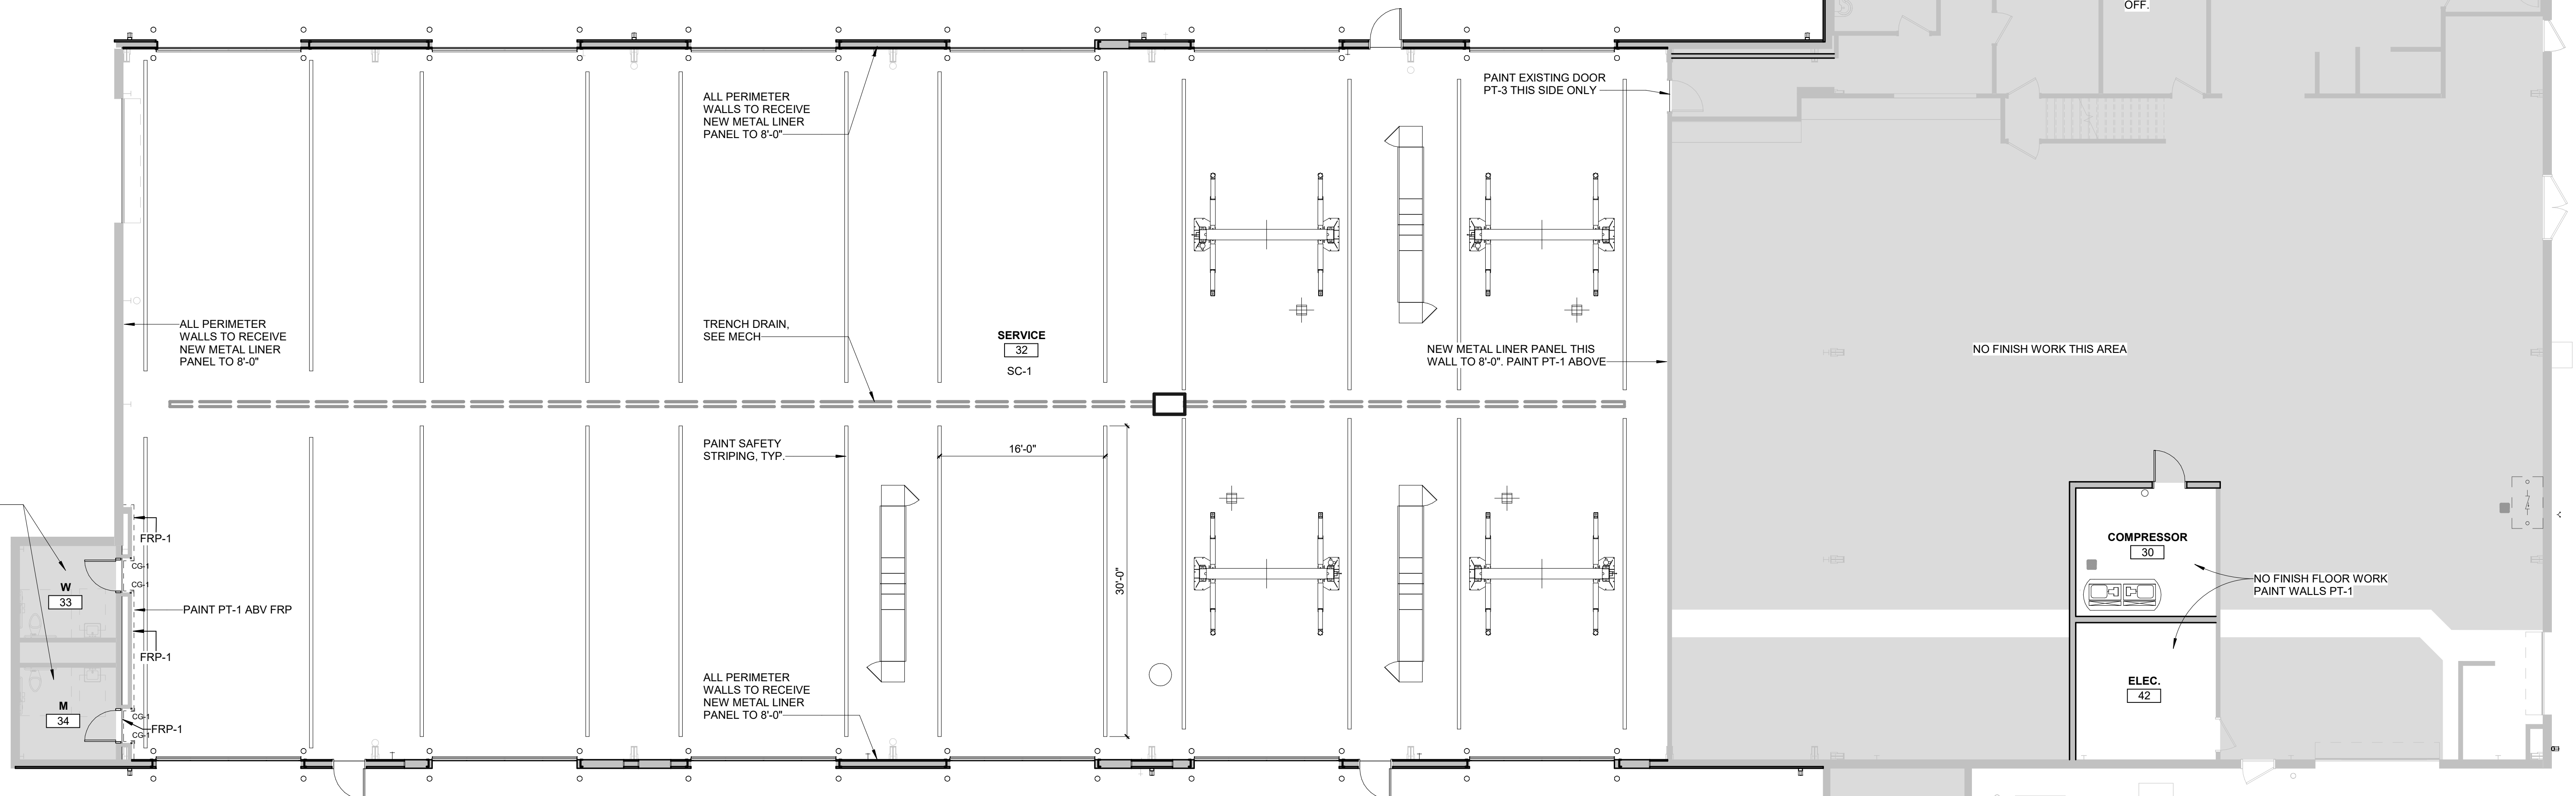 OFF.
PAINT EXISTING DOOR
PT-3 THIS SIDE ONLY
ALL PERIMETER
WALLS TO RECEIVE
NEW METAL LINER
PANEL TO 8'-0"
ALL PERIMETER
WALLS TO RECEIVE
NEW METAL LINER
PANEL TO 8'-0"
TRENCH DRAIN,
SEE MECH
SERVICE
32
SC-1
NEW METAL LINER PANEL THIS
WALL TO 8'-0". PAINT PT-1 ABOVE
NO FINISH WORK THIS AREA
PAINT SAFETY
STRIPING, TYP.
16'-0"
30'-0"
FRP-1
CG-1
CG-1
W
33
PAINT PT-1 ABV FRP
FRP-1
M
34
CG-1
CG-1
FRP-1
ALL PERIMETER
WALLS TO RECEIVE
NEW METAL LINER
PANEL TO 8'-0"
COMPRESSOR
30
NO FINISH FLOOR WORK
PAINT WALLS PT-1
ELEC.
42